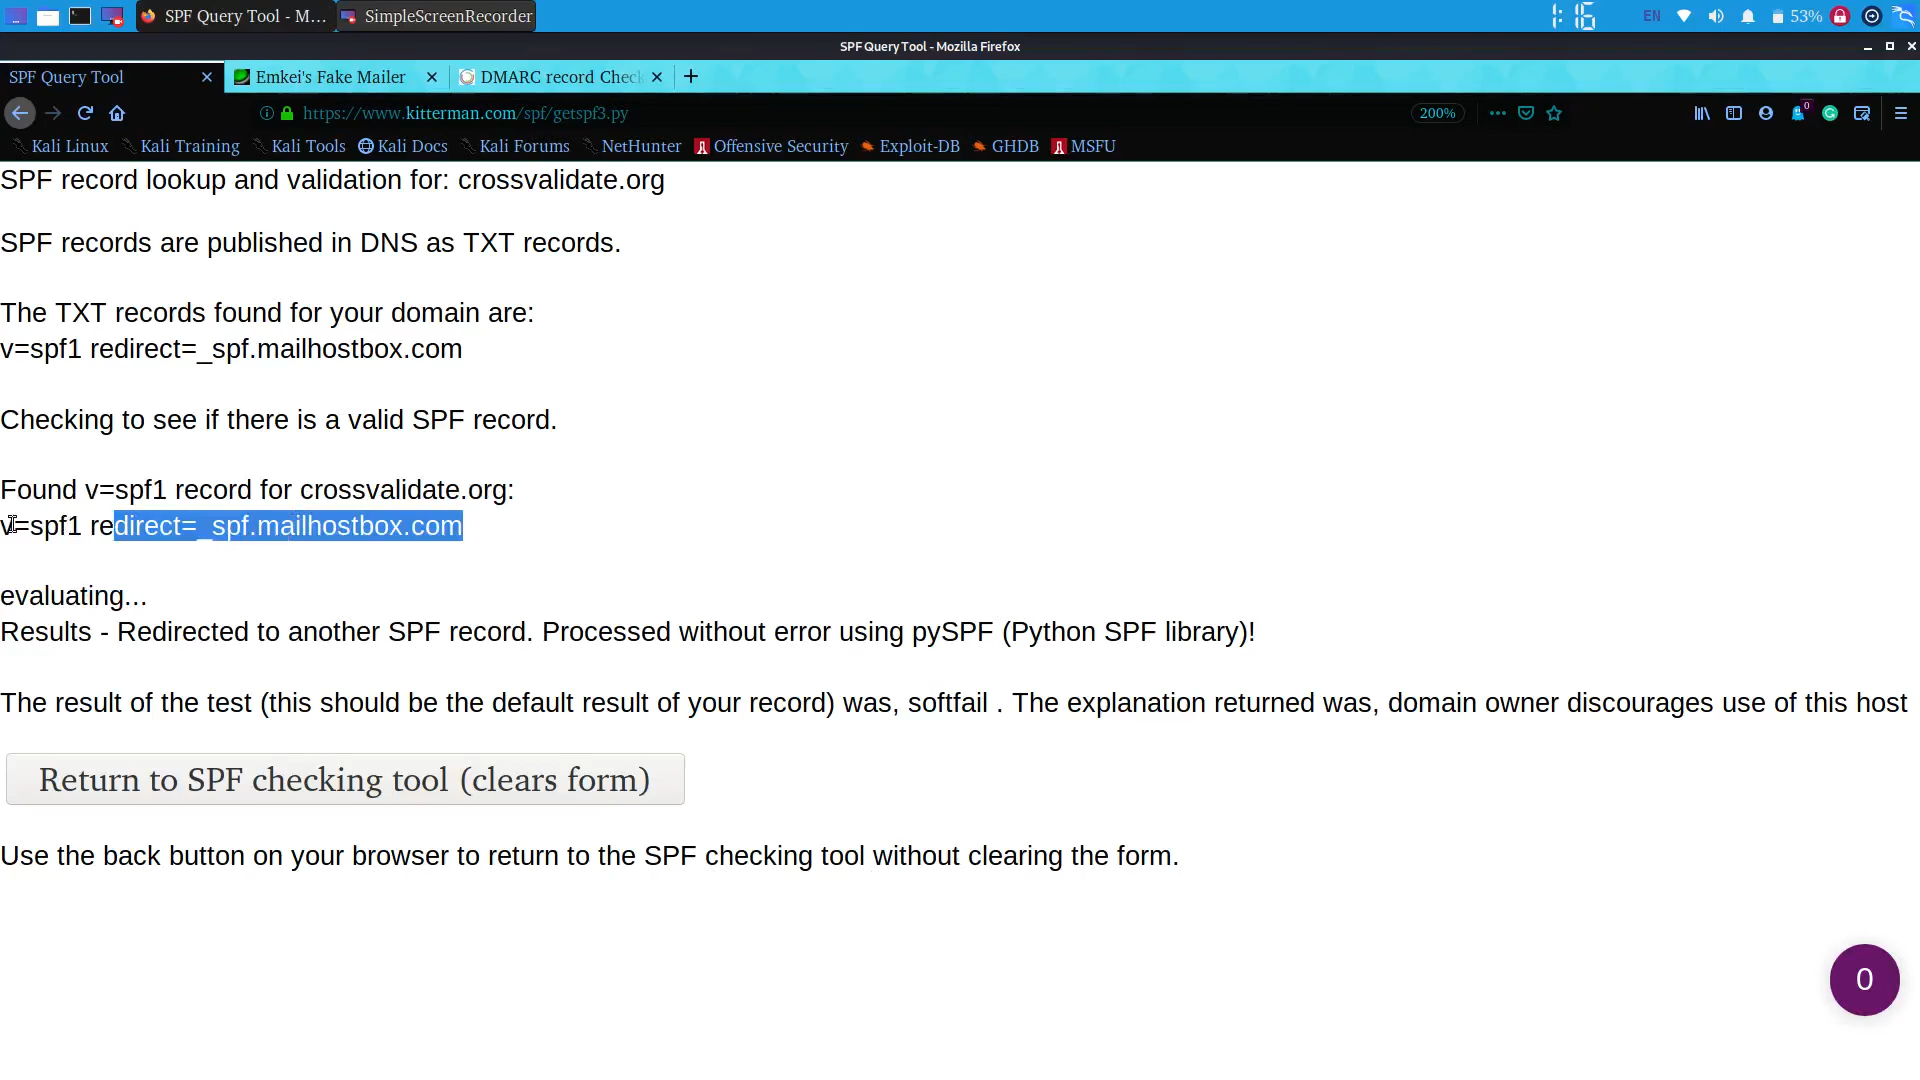 SPF Query Tool - M...
SimpleScreenRecorder
1:16
EN
53%
SPF Query Tool - Mozilla Firefox
SPF Query Tool
Emkei's Fake Mailer
DMARC record Chec
https://www.kitterman.com/spf/getspf3.py
200%
0
Kali Linux
Kali Training
Kali Tools
Kali Docs
Kali Forums
NetHunter
Offensive Security
Exploit-DB
GHDB
MSFU
SPF record lookup and validation for: crossvalidate.org
SPF records are published in DNS as TXT records.
The TXT records found for your domain are:
v=spf1 redirect=_spf.mailhostbox.com
Checking to see if there is a valid SPF record.
Found v=spf1 record for crossvalidate.org:
v=spf1 redirect=_spf.mailhostbox.com
evaluating...
Results - Redirected to another SPF record. Processed without error using pySPF (Python SPF library)!
The result of the test (this should be the default result of your record) was, softfail . The explanation returned was, domain owner discourages use of this host
Return to SPF checking tool (clears form)
Use the back button on your browser to return to the SPF checking tool without clearing the form.
0